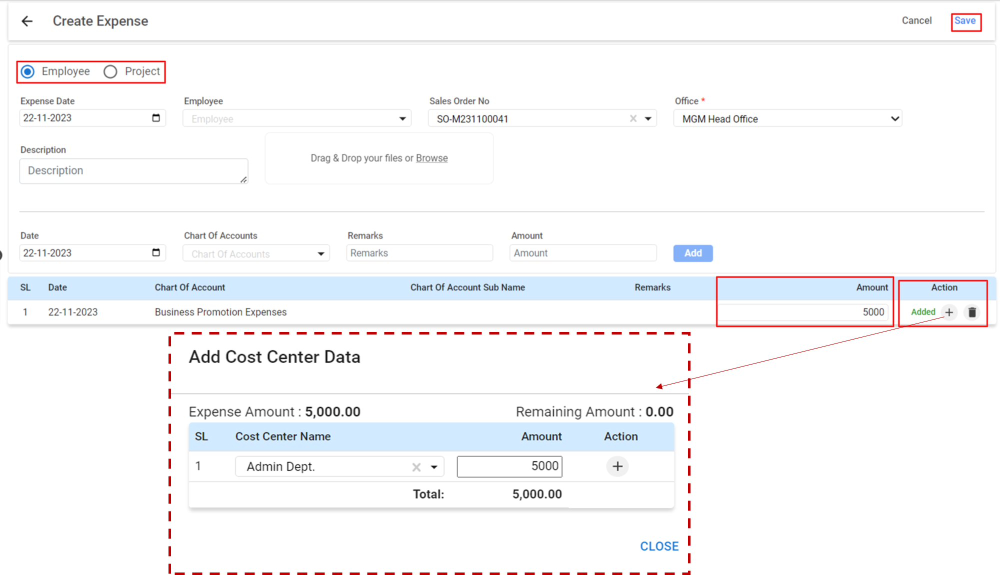 Create Expense Cancel Save
Employee Project
Expense Date Employee Sales Order No Office *
22-11-2023 Employee SO-M231100041 MGM Head Office
Description
Description
Drag & Drop your files or Browse
Date Chart Of Accounts Remarks Amount
22-11-2023 Chart Of Accounts Remarks Amount Add
SL Date Chart Of Account Chart Of Account Sub Name Remarks Amount Action
1 22-11-2023 Business Promotion Expenses 5000 Added
Add Cost Center Data
Expense Amount : 5,000.00 Remaining Amount : 0.00
SL Cost Center Name Amount Action
1 Admin Dept. 5000
Total: 5,000.00
CLOSE